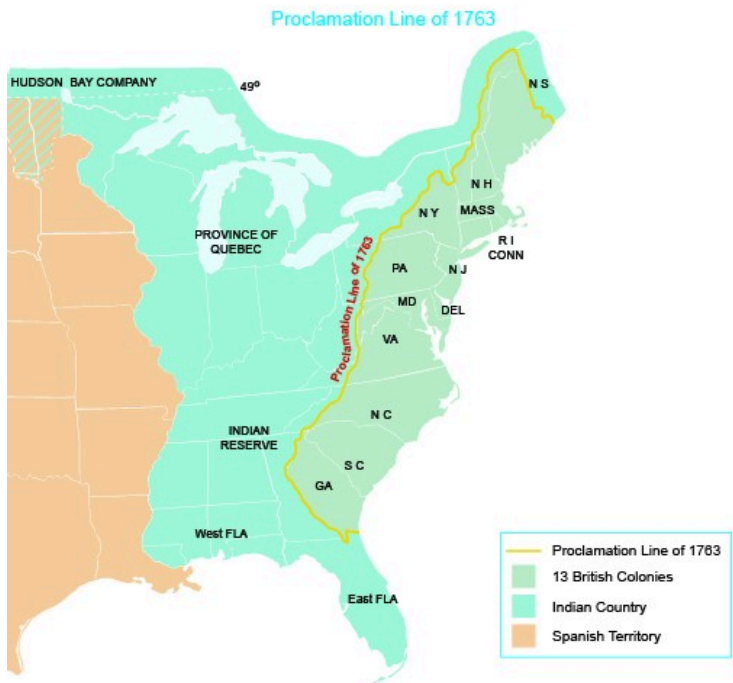 Proclamation Line of 1763
HUDSON BAY COMPANY
49º
N S
PROVINCE OF
QUEBEC
N H
N Y
MASS
R I
CONN
Proclamation Line of 1763
PA
N J
MD
DEL
VA
INDIAN
RESERVE
N C
S C
GA
West FLA
East FLA
Proclamation Line of 1763
13 British Colonies
Indian Country
Spanish Territory